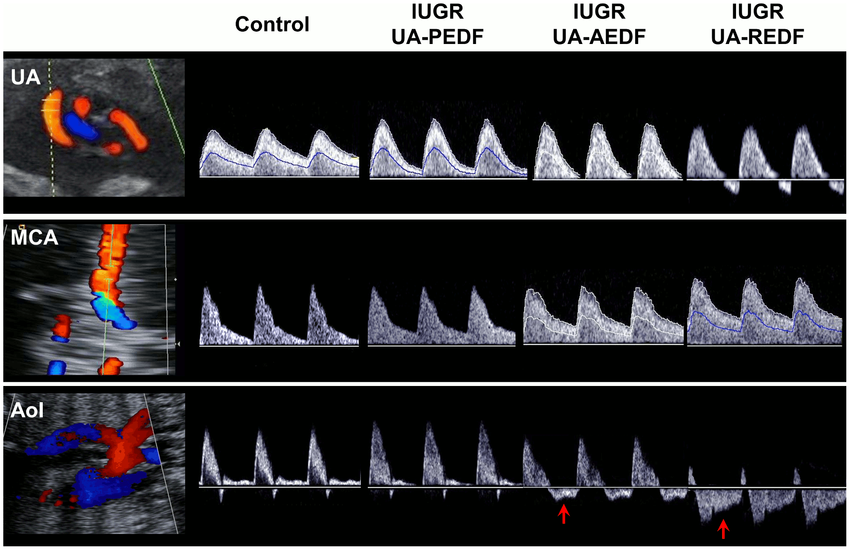 Control
IUGR
UA-PEDF
IUGR
UA-AEDF
IUGR
UA-REDF
UA
MCA
AoI